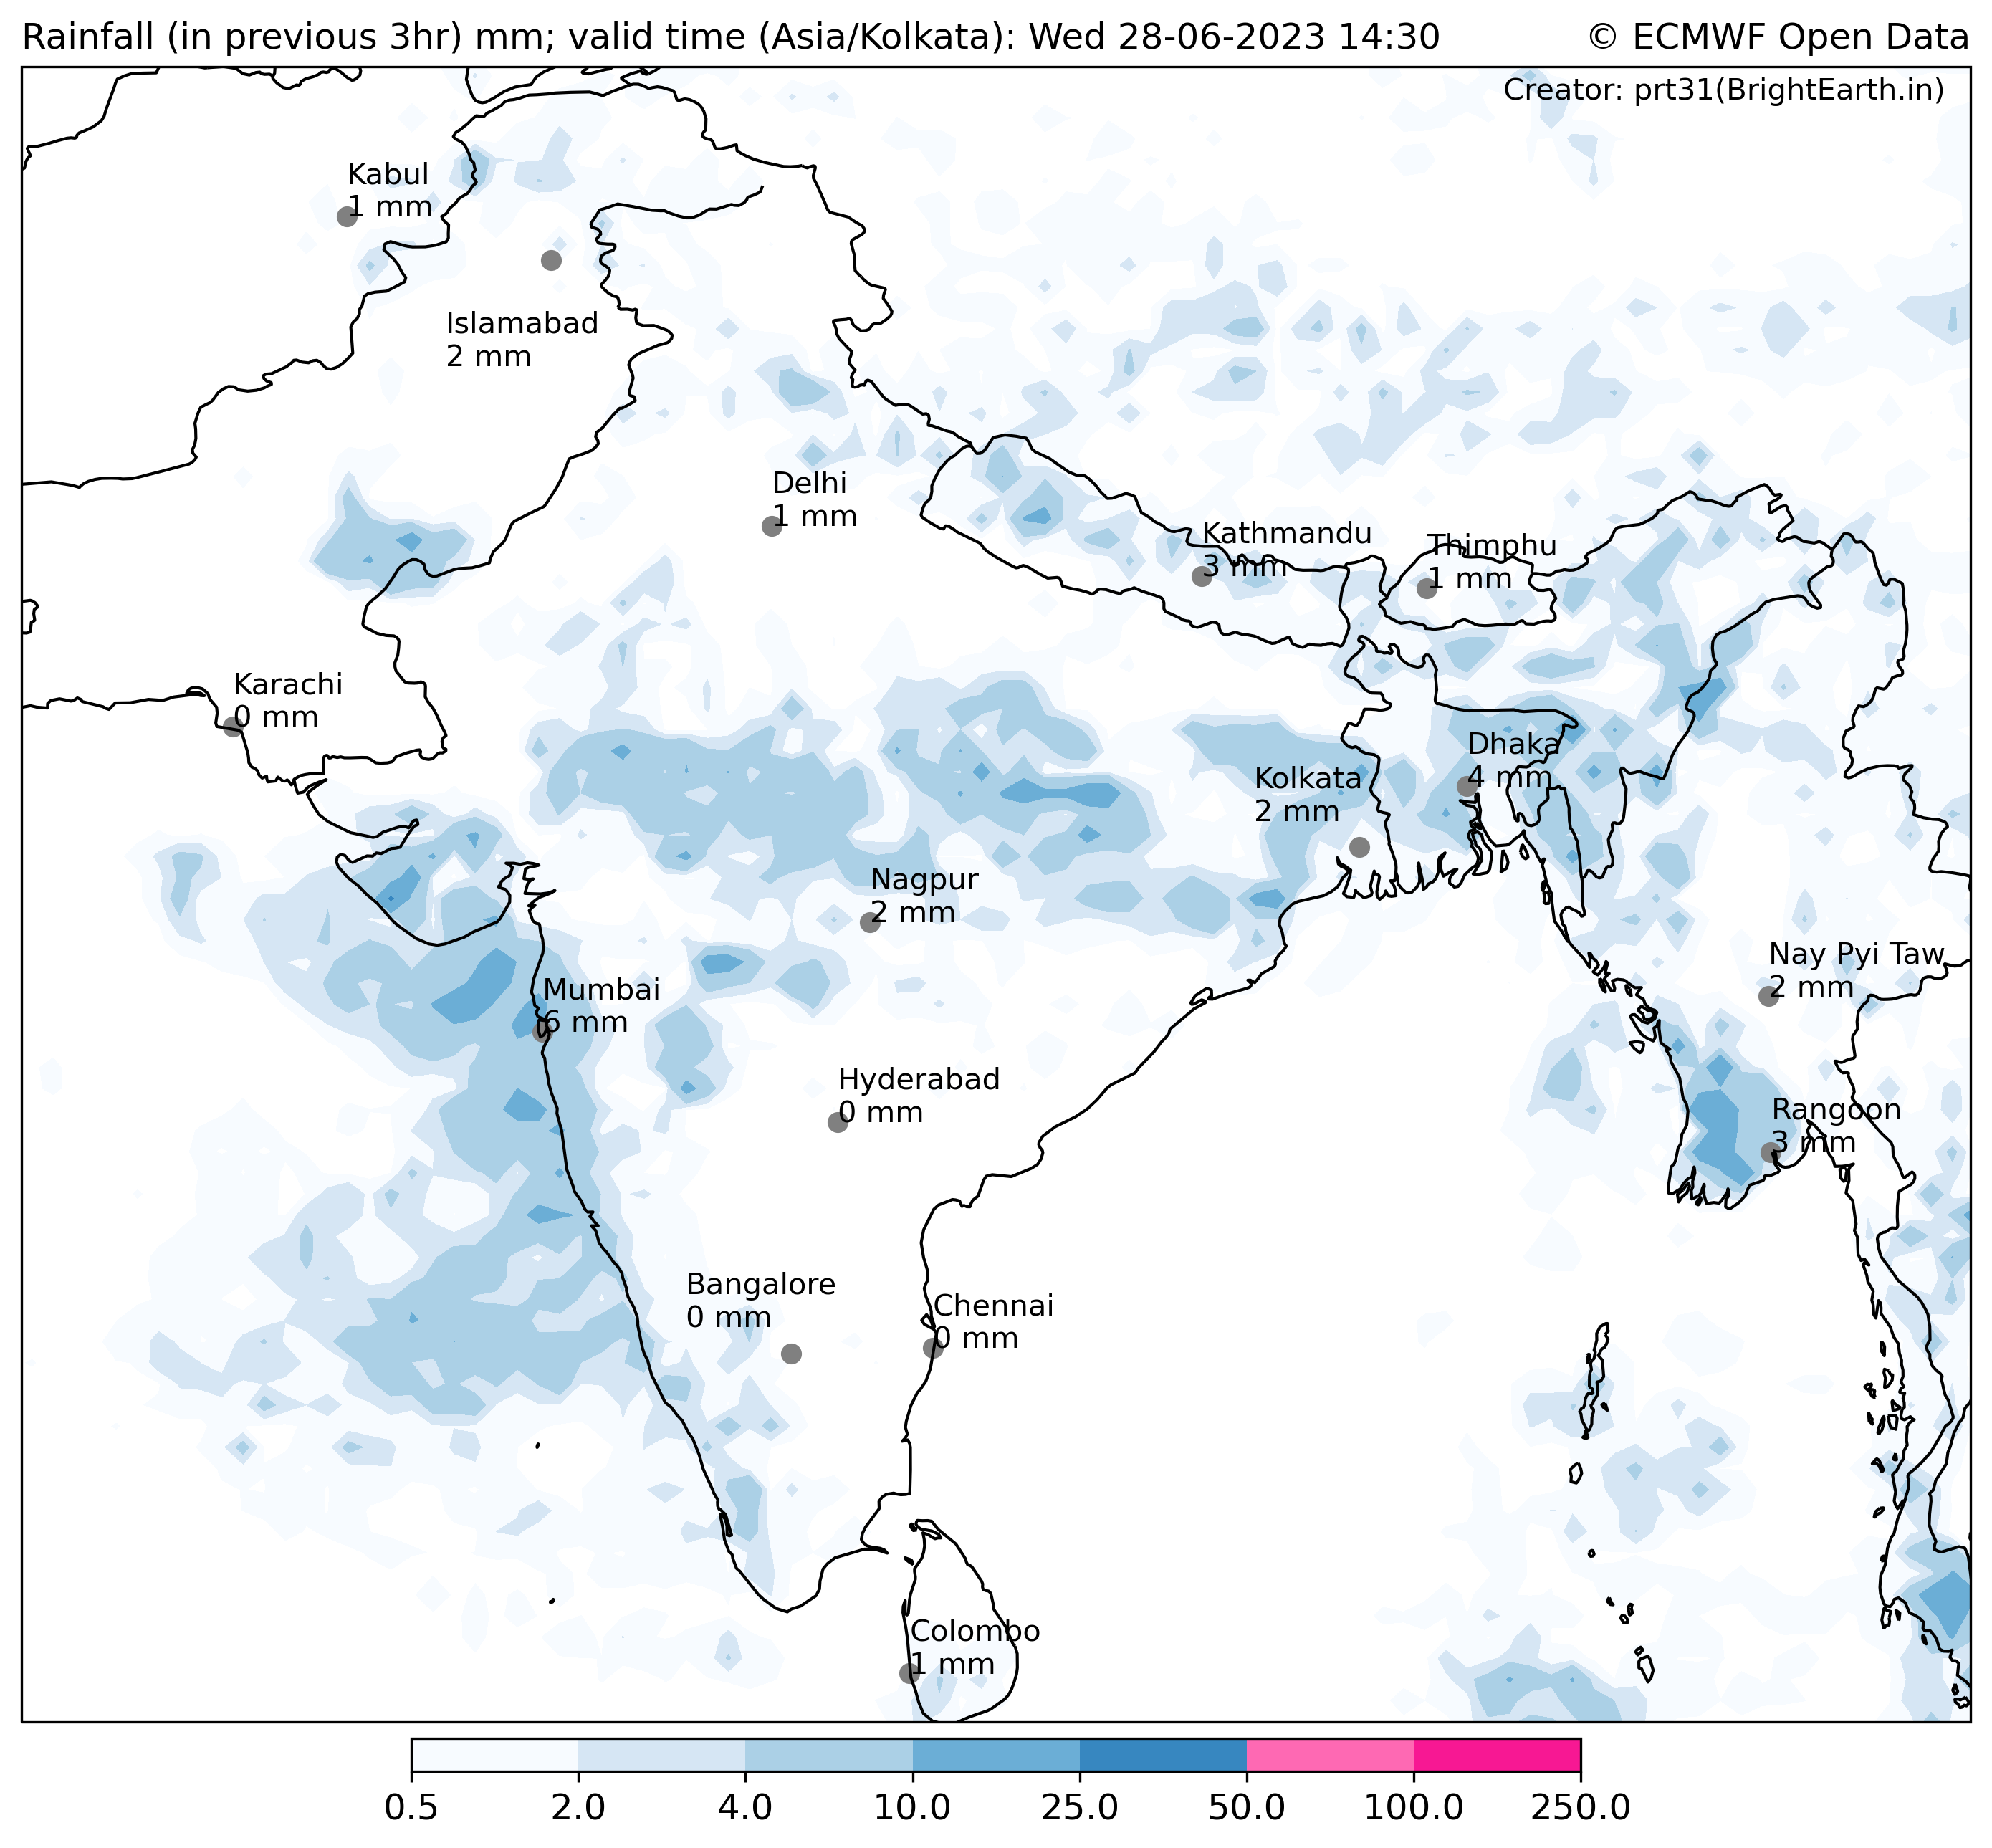 Rainfall (in previous 3hr) mm; valid time (Asia/Kolkata): Wed 28-06-2023 14:30
© ECMWF Open Data
Creator: prt31(BrightEarth.in)
Kabul
1 mm
Islamabad
2 mm
Delhi
1 mm
Kathmandu
3 mm
Thimphu
1 mm
Karachi
0 mm
Dhaka
4 mm
Kolkata
2 mm
Nagpur
2 mm
Nay Pyi Taw
2 mm
Mumbai
6 mm
Hyderabad
0 mm
Rangoon
3 mm
Bangalore
0 mm
Chennai
0 mm
Colombo
1 mm
0.5 2.0 4.0 10.0 25.0 50.0 100.0 250.0